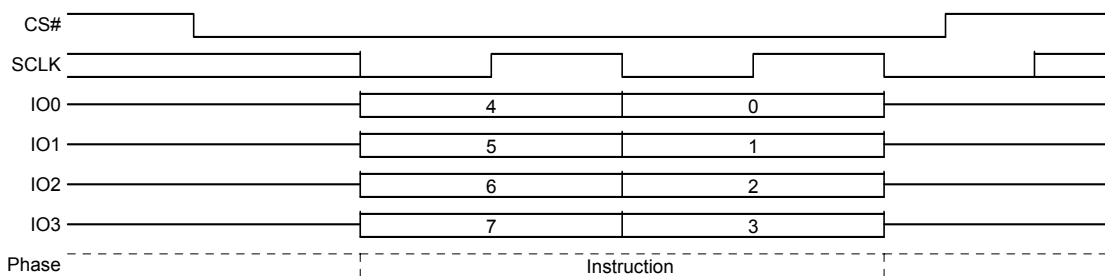 CS#
SCLK
IO0 4 0
IO1 5 1
IO2 6 2
IO3 7 3
Phase Instruction